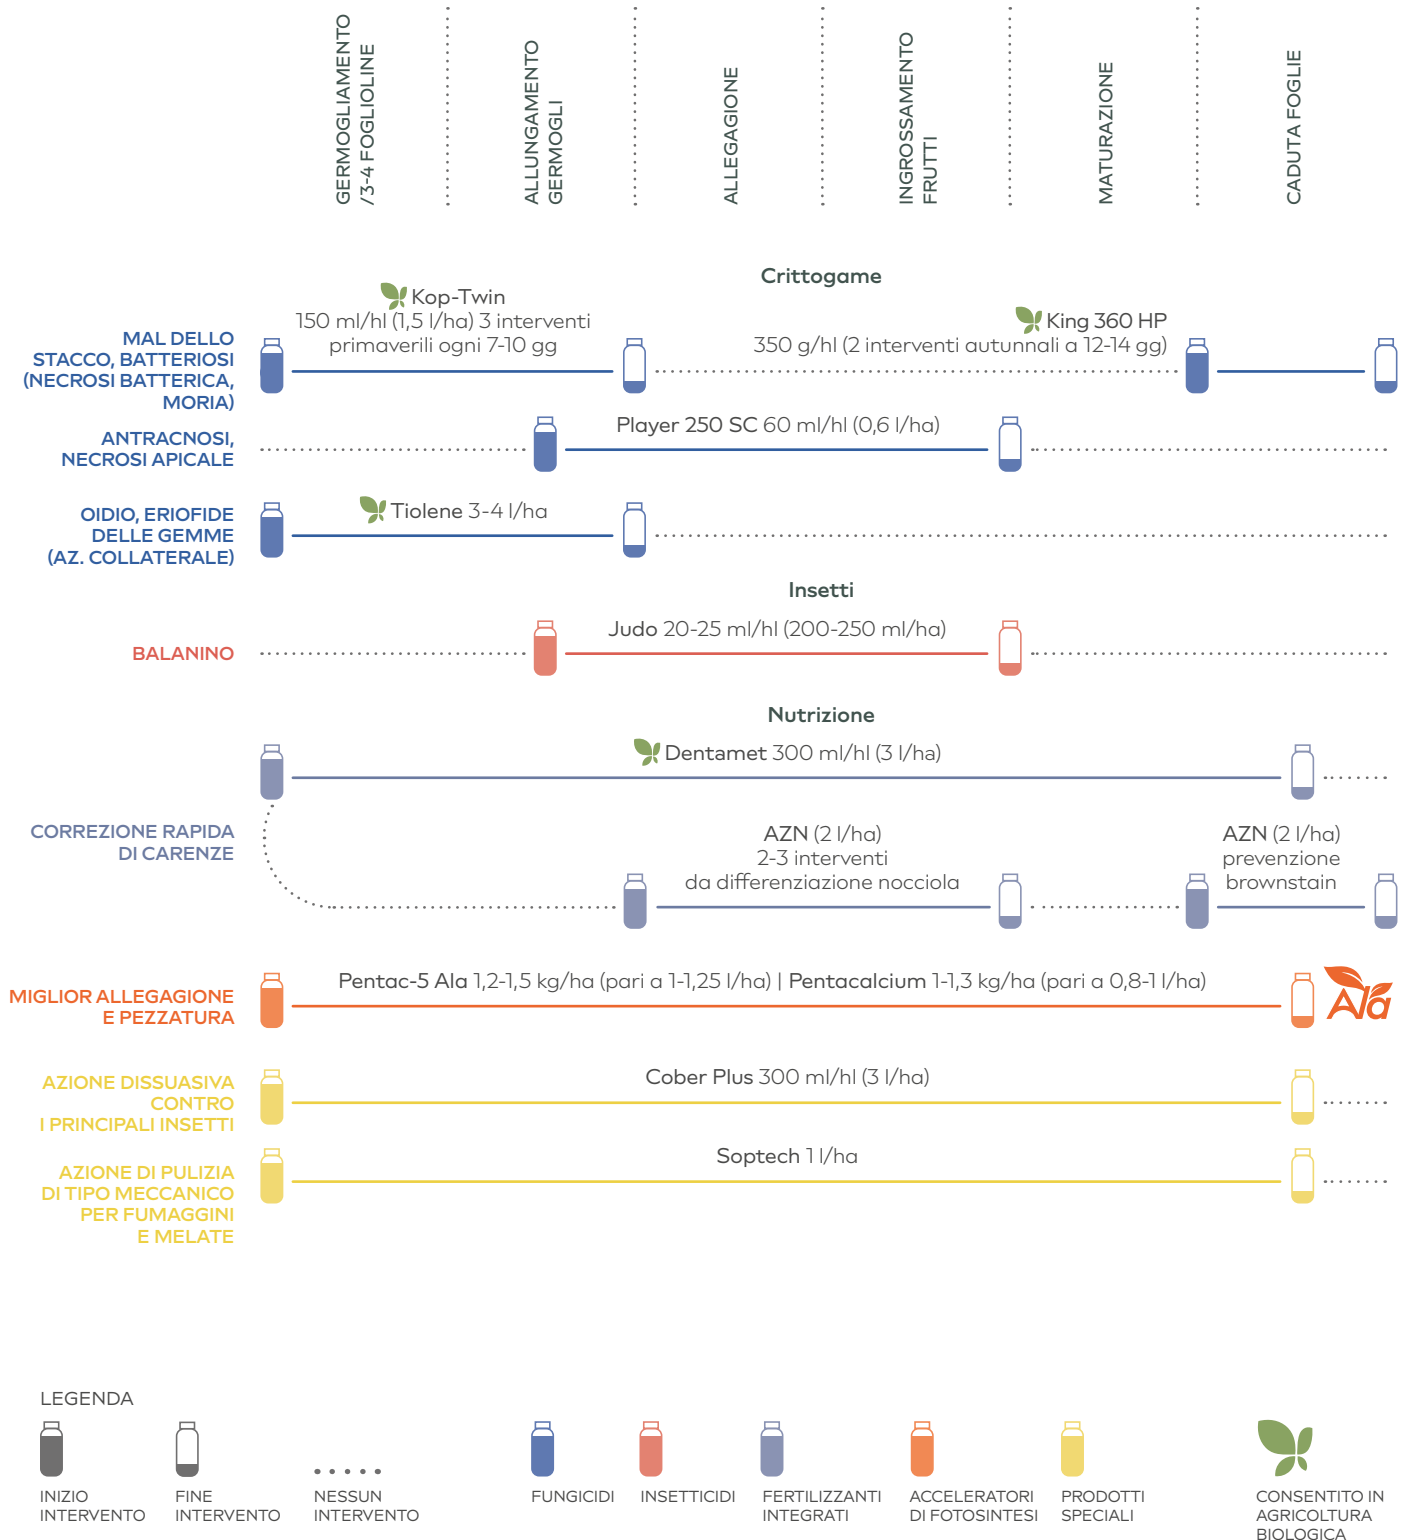 GERMOGLIAMENTO
/3-4 FOGLIOLINE
ALLUNGAMENTO
GERMOGLI
ALLEGAGIONE
INGROSSAMENTO
FRUTTI
MATURAZIONE
CADUTA FOGLIE
Crittogame
MAL DELLO
STACCO, BATTERIOSI
(NECROSI BATTERICA,
MORIA)
Kop-Twin
150 ml/hl (1,5 l/ha) 3 interventi
primaverili ogni 7-10 gg
King 360 HP
350 g/hl (2 interventi autunnali a 12-14 gg)
ANTRACNOSI,
NECROSI APICALE
Player 250 SC 60 ml/hl (0,6 l/ha)
OIDIO, ERIOFIDE
DELLE GEMME
(AZ. COLLATERALE)
Tiolene 3-4 l/ha
Insetti
BALANINO
Judo 20-25 ml/hl (200-250 ml/ha)
Nutrizione
Dentamet 300 ml/hl (3 l/ha)
CORREZIONE RAPIDA
DI CARENZE
AZN (2 l/ha)
2-3 interventi
da differenziazione nocciola
AZN (2 l/ha)
prevenzione
brownstain
MIGLIOR ALLEGAGIONE
E PEZZATURA
Pentac-5 Ala 1,2-1,5 kg/ha (pari a 1-1,25 l/ha) | Pentacalcium 1-1,3 kg/ha (pari a 0,8-1 l/ha)
Ala
AZIONE DISSUASIVA
CONTRO
I PRINCIPALI INSETTI
Cober Plus 300 ml/hl (3 l/ha)
AZIONE DI PULIZIA
DI TIPO MECCANICO
PER FUMAGGINI
E MELATE
Soptech 1 l/ha
LEGENDA
INIZIO
INTERVENTO
FINE
INTERVENTO
NESSUN
INTERVENTO
FUNGICIDI
INSETTICIDI
FERTILIZZANTI
INTEGRATI
ACCELERATORI
DI FOTOSINTESI
PRODOTTI
SPECIALI
CONSENTITO IN
AGRICOLTURA
BIOLOGICA